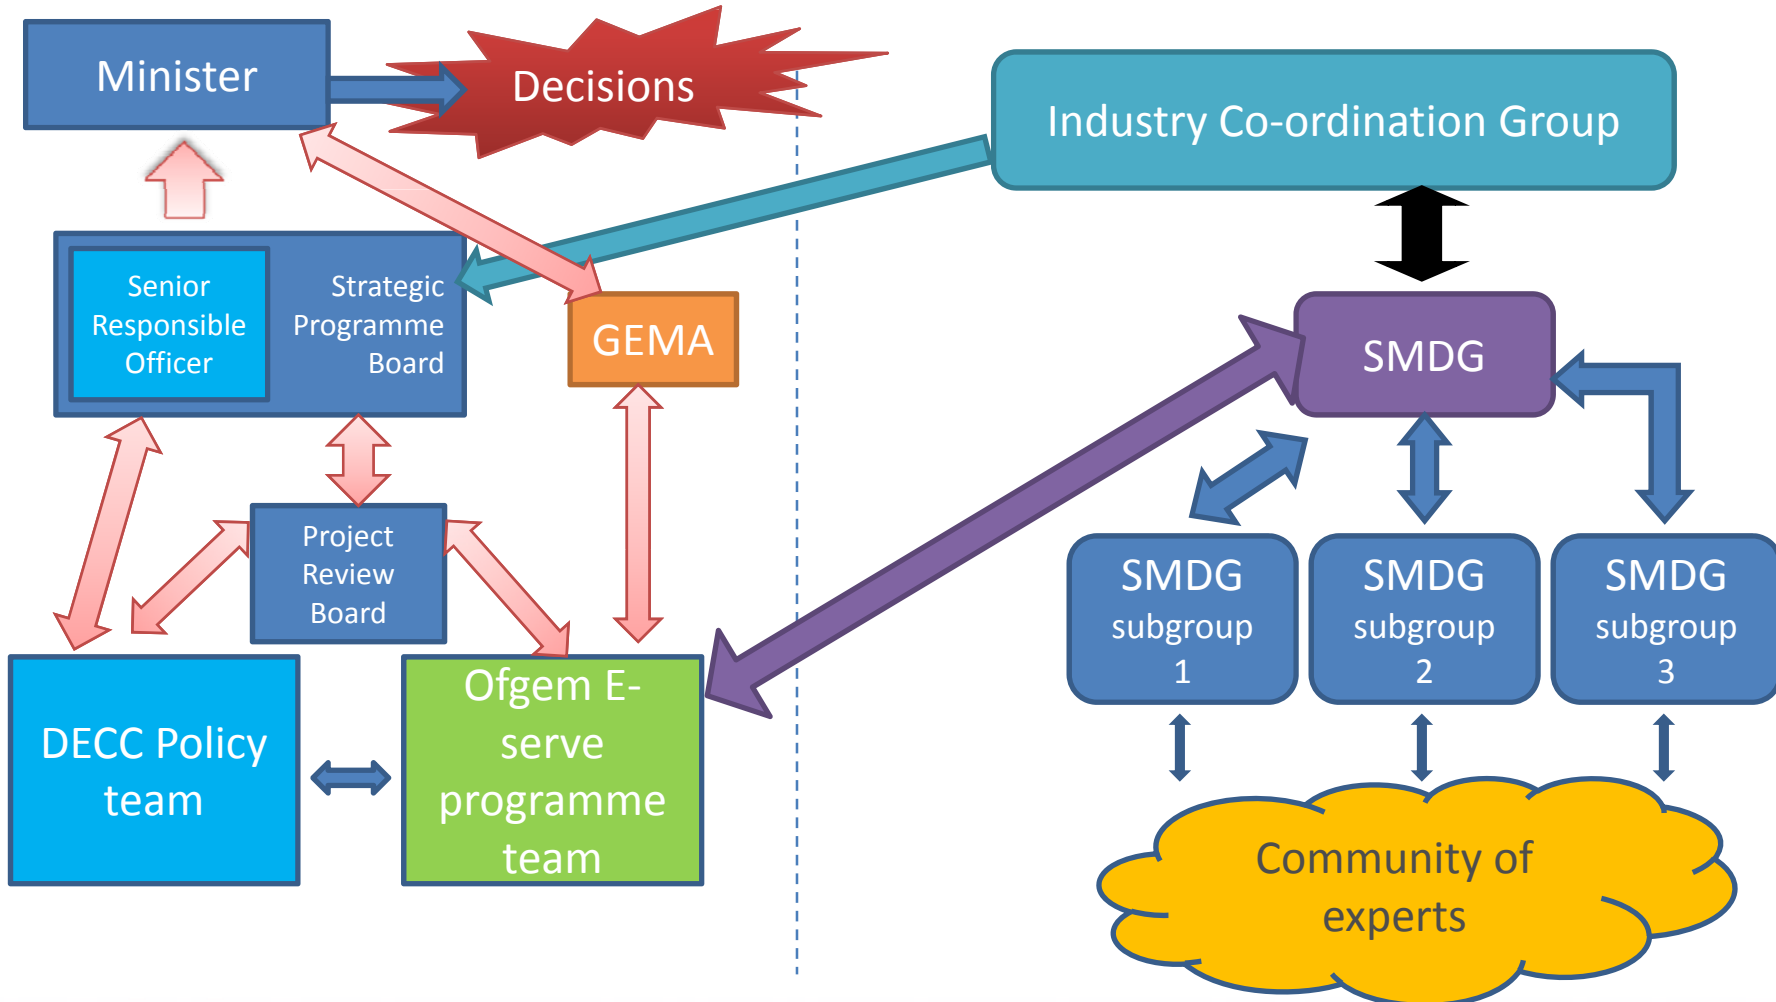 Minister
Decisions
Industry Co-ordination Group
Senior
Responsible
Officer
Strategic
Programme
Board
GEMA
SMDG
Project
Review
Board
SMDG
subgroup
1
SMDG
subgroup
2
SMDG
subgroup
3
DECC Policy
team
Ofgem E-
serve
programme
team
Community of
experts